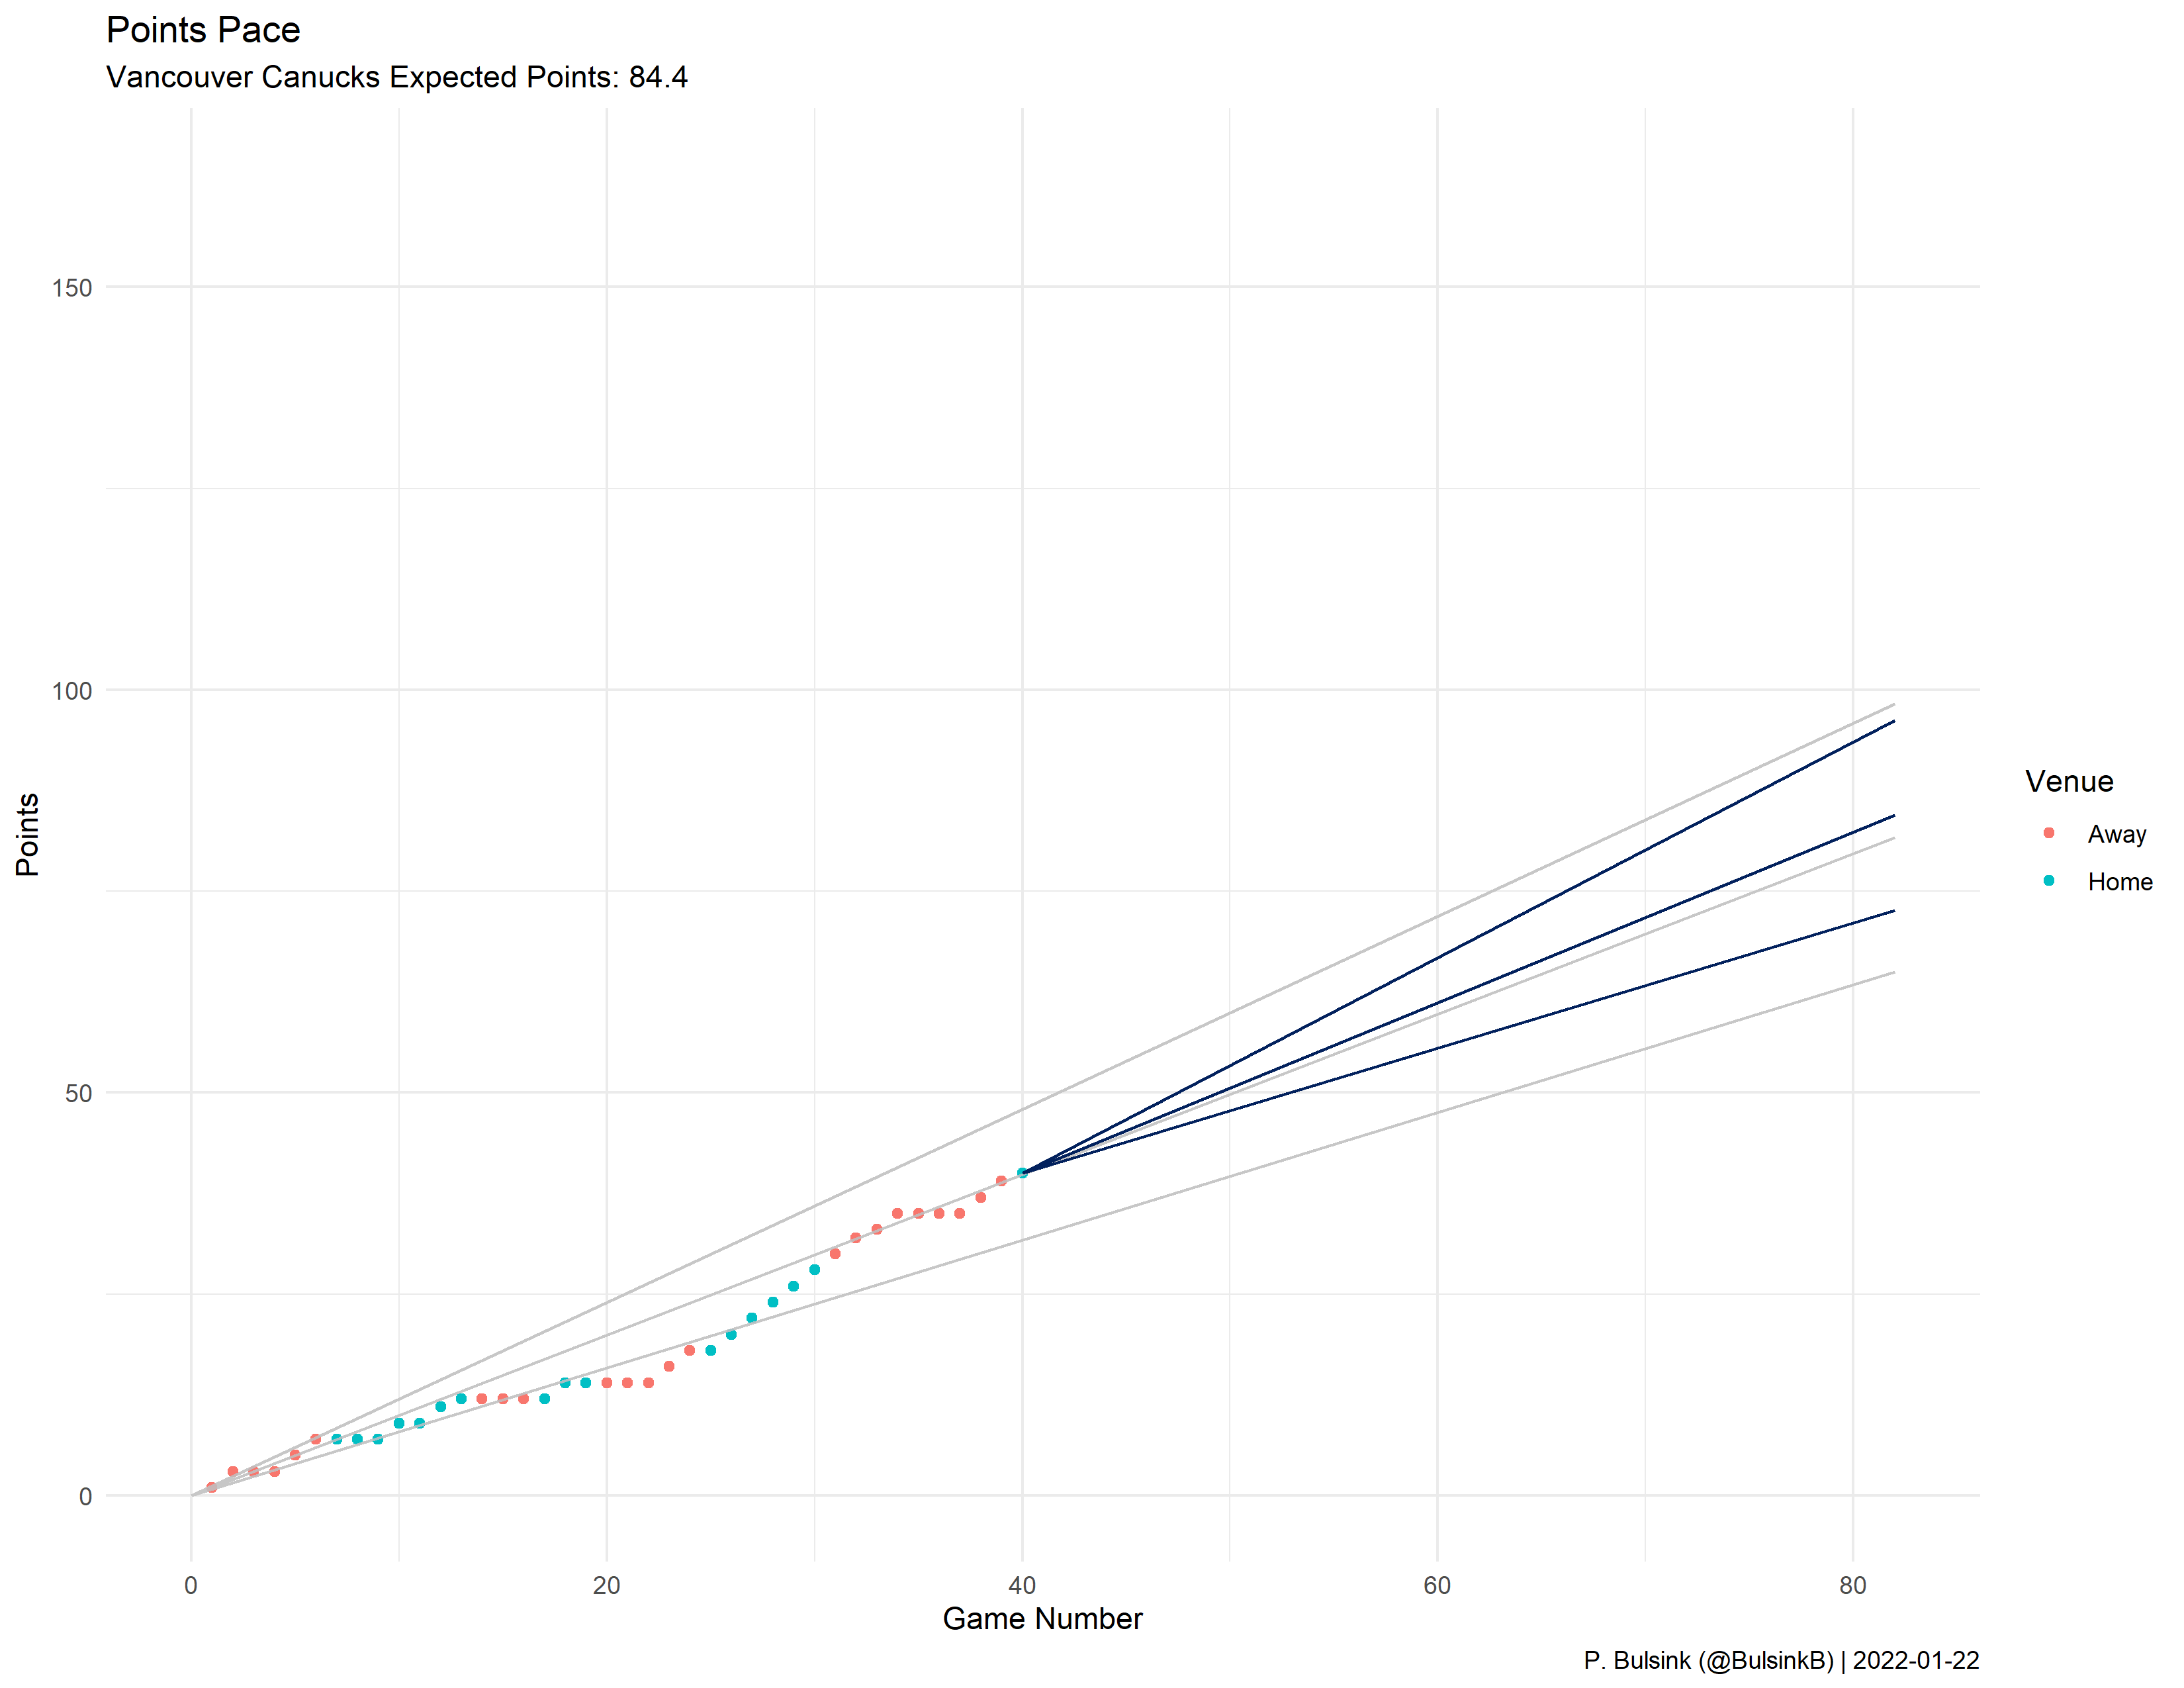 Points Pace
Vancouver Canucks Expected Points: 84.4
150
100
50
0
Points
0 20 40 60 80
Game Number
Venue
Away
Home
P. Bulsink (@BulsinkB) | 2022-01-22